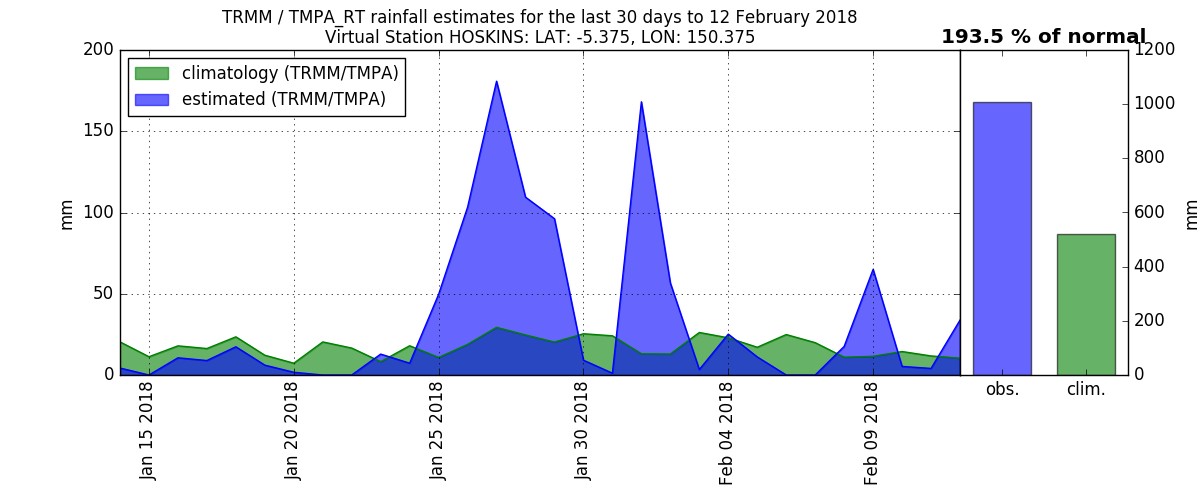 TRMM / TMPA_RT rainfall estimates for the last 30 days to 12 February 2018
Virtual Station HOSKINS: LAT: -5.375, LON: 150.375
193.5 % of normal
climatology (TRMM/TMPA)
estimated (TRMM/TMPA)
200
150
100
50
0
mm
Jan 15 2018
Jan 20 2018
Jan 25 2018
Jan 30 2018
Feb 04 2018
Feb 09 2018
1200
1000
800
600
400
200
0
mm
obs.
clim.